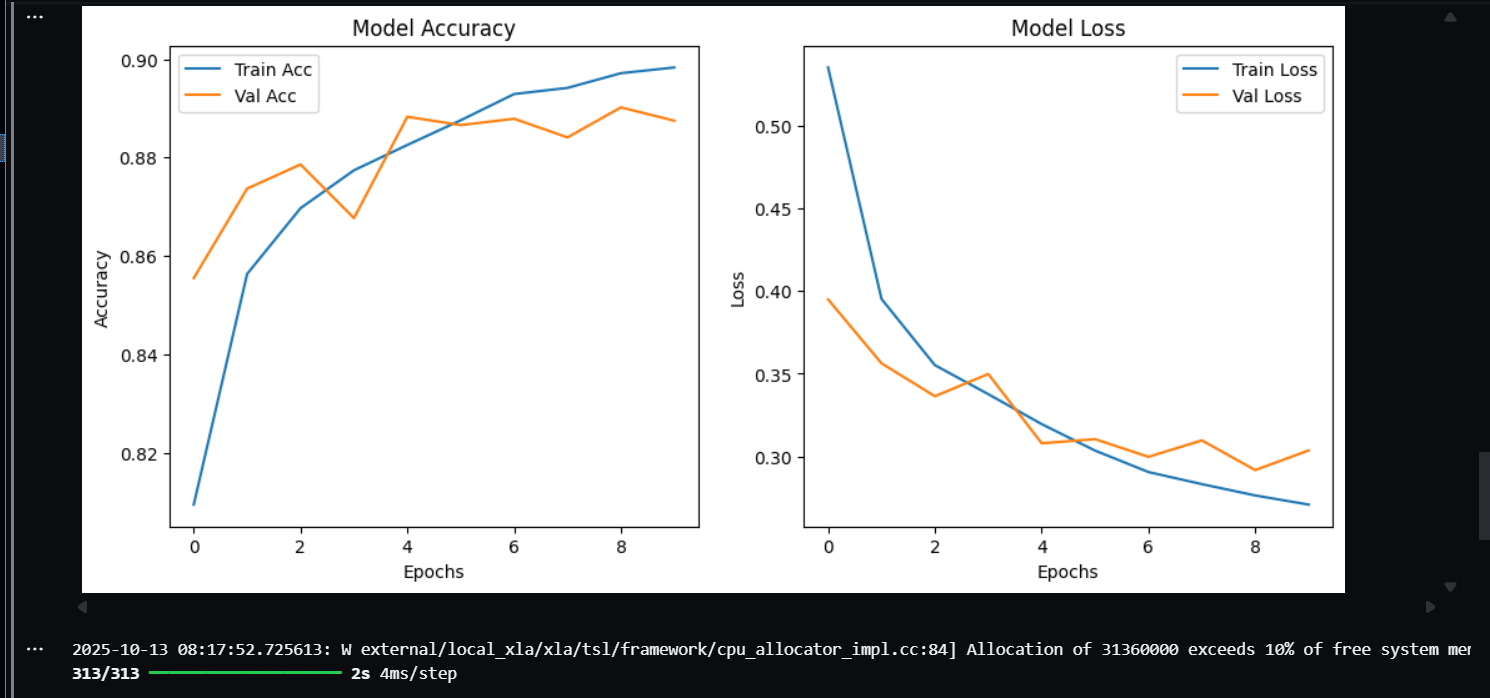 ...
Model Accuracy
Train Acc
Val Acc
0.90
0.88
0.86
0.84
0.82
Accuracy
0 2 4 6 8
Epochs
Model Loss
Train Loss
Val Loss
0.50
0.45
0.40
0.35
0.30
Loss
0 2 4 6 8
Epochs
...
2025-10-13 08:17:52.725613: W external/local_xla/xla/tsl/framework/cpu_allocator_impl.cc:84] Allocation of 31360000 exceeds 10% of free system
313/313 2s 4ms/step